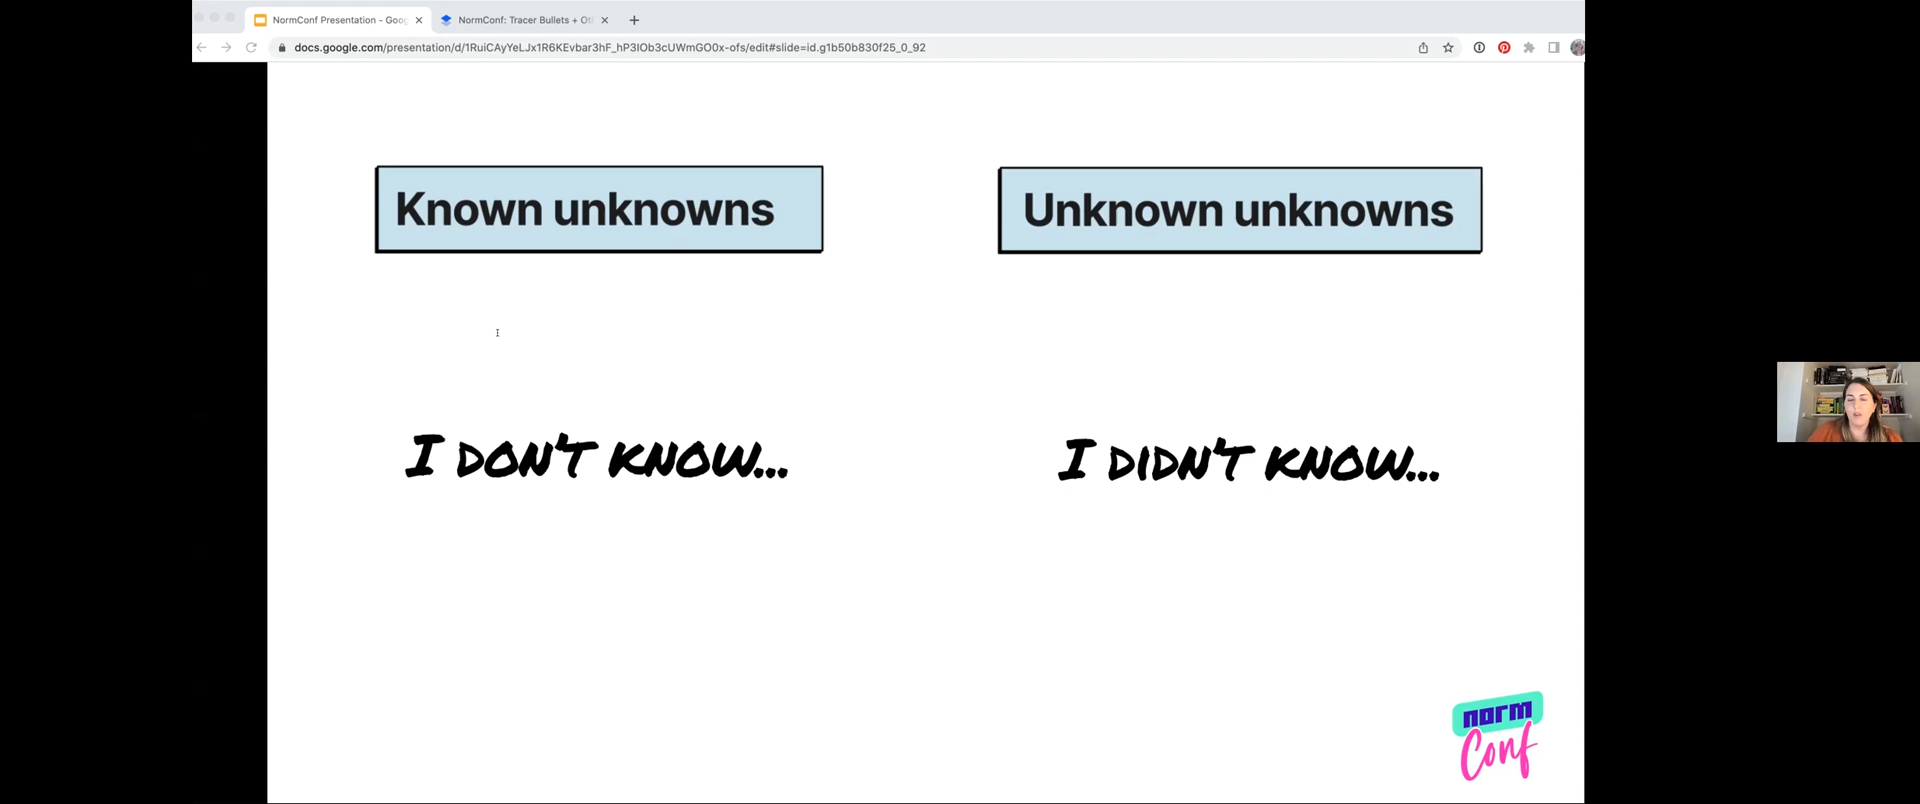 NormConf Presentation - Goog
NormConf: Tracer Bullets + Ot
docs.google.com/presentation/d/1RuiCAyYeLJx1R6KEvbar3hF_hP3IOb3cUWmGO0x-ofs/edit#slide=id.g1b50b830f25_0_92
Known unknowns
Unknown unknowns
I DON'T KNOW...
I DIDN'T KNOW...
norm
Conf